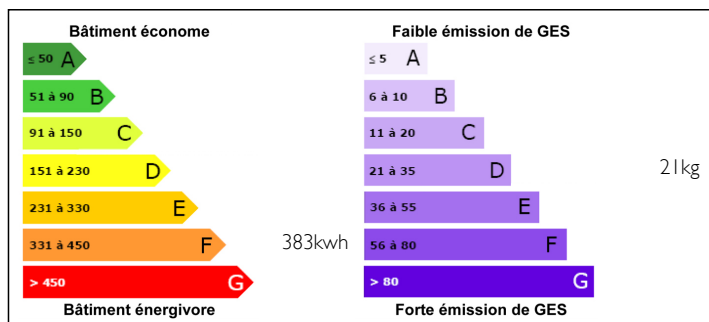 Bâtiment économe
≤ 50 A
51 à 90 B
91 à 150 C
151 à 230 D
231 à 330 E
331 à 450 F
383kwh
> 450 G
Bâtiment énergivore
Faible émission de GES
≤ 5 A
6 à 10 B
11 à 20 C
21 à 35 D
21kg
36 à 55 E
56 à 80 F
> 80 G
Forte émission de GES